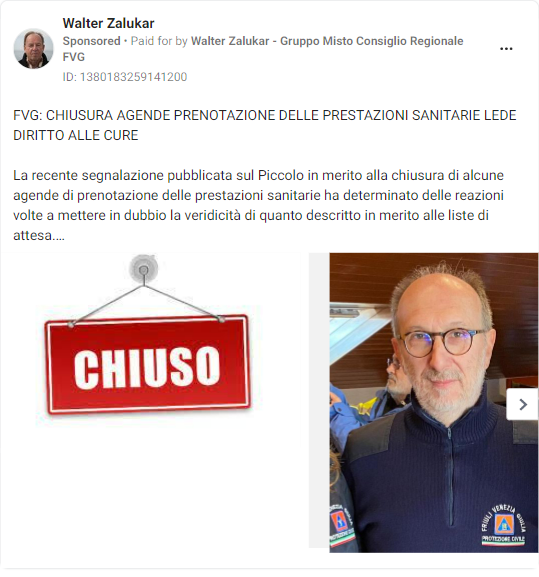 Walter Zalukar
Sponsored • Paid for by Walter Zalukar - Gruppo Misto Consiglio Regionale
FVG
ID: 1380183259141200
FVG: CHIUSURA AGENDE PRENOTAZIONE DELLE PRESTAZIONI SANITARIE LEDE
DIRITTO ALLE CURE
La recente segnalazione pubblicata sul Piccolo in merito alla chiusura di alcune
agende di prenotazione delle prestazioni sanitarie ha determinato delle reazioni
volte a mettere in dubbio la veridicità di quanto descritto in merito alle liste di
attesa....
CHIUSO
FRIULI VENEZIA GIULIA
PROTEZIONE CIVILE